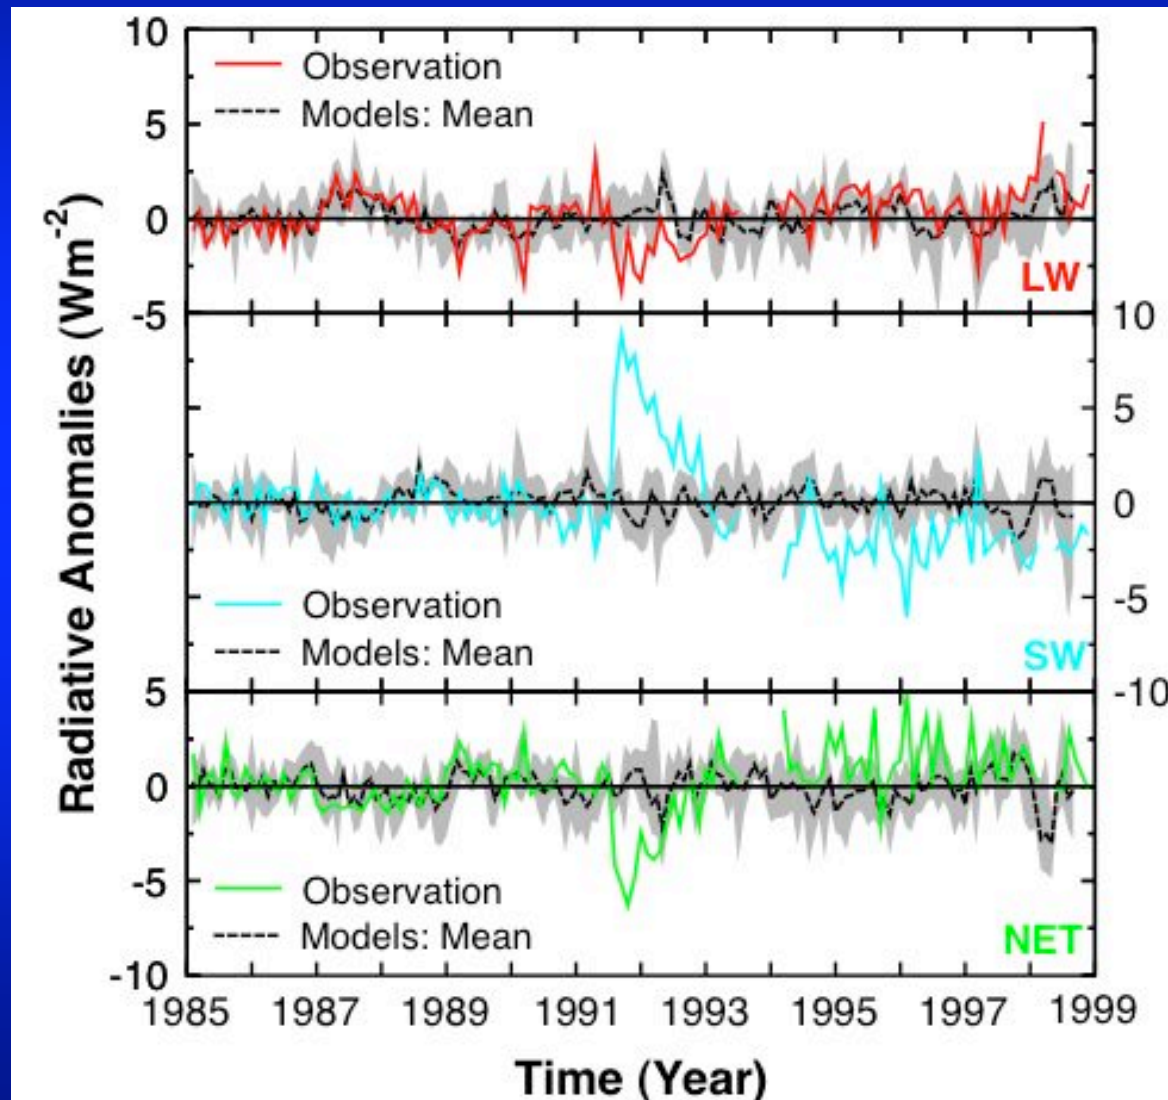 10
Observation
Models: Mean
5
0
LW
-5
10
5
0
Observation
-5
Models: Mean
SW
-10
5
0
-5
Observation
Models: Mean
NET
-10
1985 1987 1989 1991 1993 1995 1997 1999
Time (Year)
Radiative Anomalies (Wm-2)